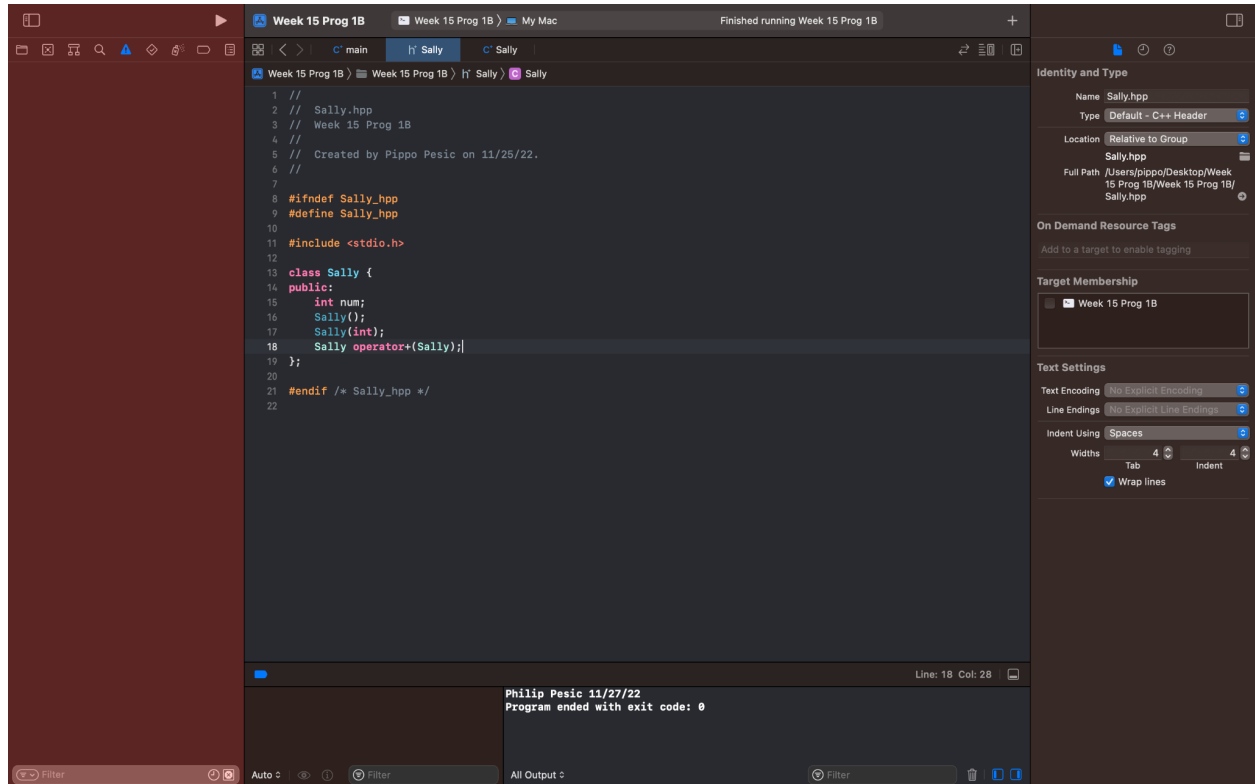 Week 15 Prog 1B
Week 15 Prog 1B 〉 My Mac
Finished running Week 15 Prog 1B
main
Sally
Sally
Week 15 Prog 1B 〉 Week 15 Prog 1B 〉 Sally 〉 C Sally
1 //
2 //  Sally.hpp
3 //  Week 15 Prog 1B
4 //
5 //  Created by Pippo Pesic on 11/25/22.
6 //
7
8 #ifndef Sally_hpp
9 #define Sally_hpp
10
11 #include <stdio.h>
12
13 class Sally {
14 public:
15     int num;
16     Sally();
17     Sally(int);
18     Sally operator+(Sally);
19 };
20
21 #endif /* Sally_hpp */
22
Line: 18 Col: 28
Philip Pesic 11/27/22
Program ended with exit code: 0
Filter
Auto
Filter
All Output
Filter
Identity and Type
Name Sally.hpp
Type Default - C++ Header
Location Relative to Group
Sally.hpp
Full Path /Users/pippo/Desktop/Week
15 Prog 1B/Week 15 Prog 1B/
Sally.hpp
On Demand Resource Tags
Add to a target to enable tagging
Target Membership
Week 15 Prog 1B
Text Settings
Text Encoding No Explicit Encoding
Line Endings No Explicit Line Endings
Indent Using Spaces
Widths 4 4
Tab Indent
Wrap lines